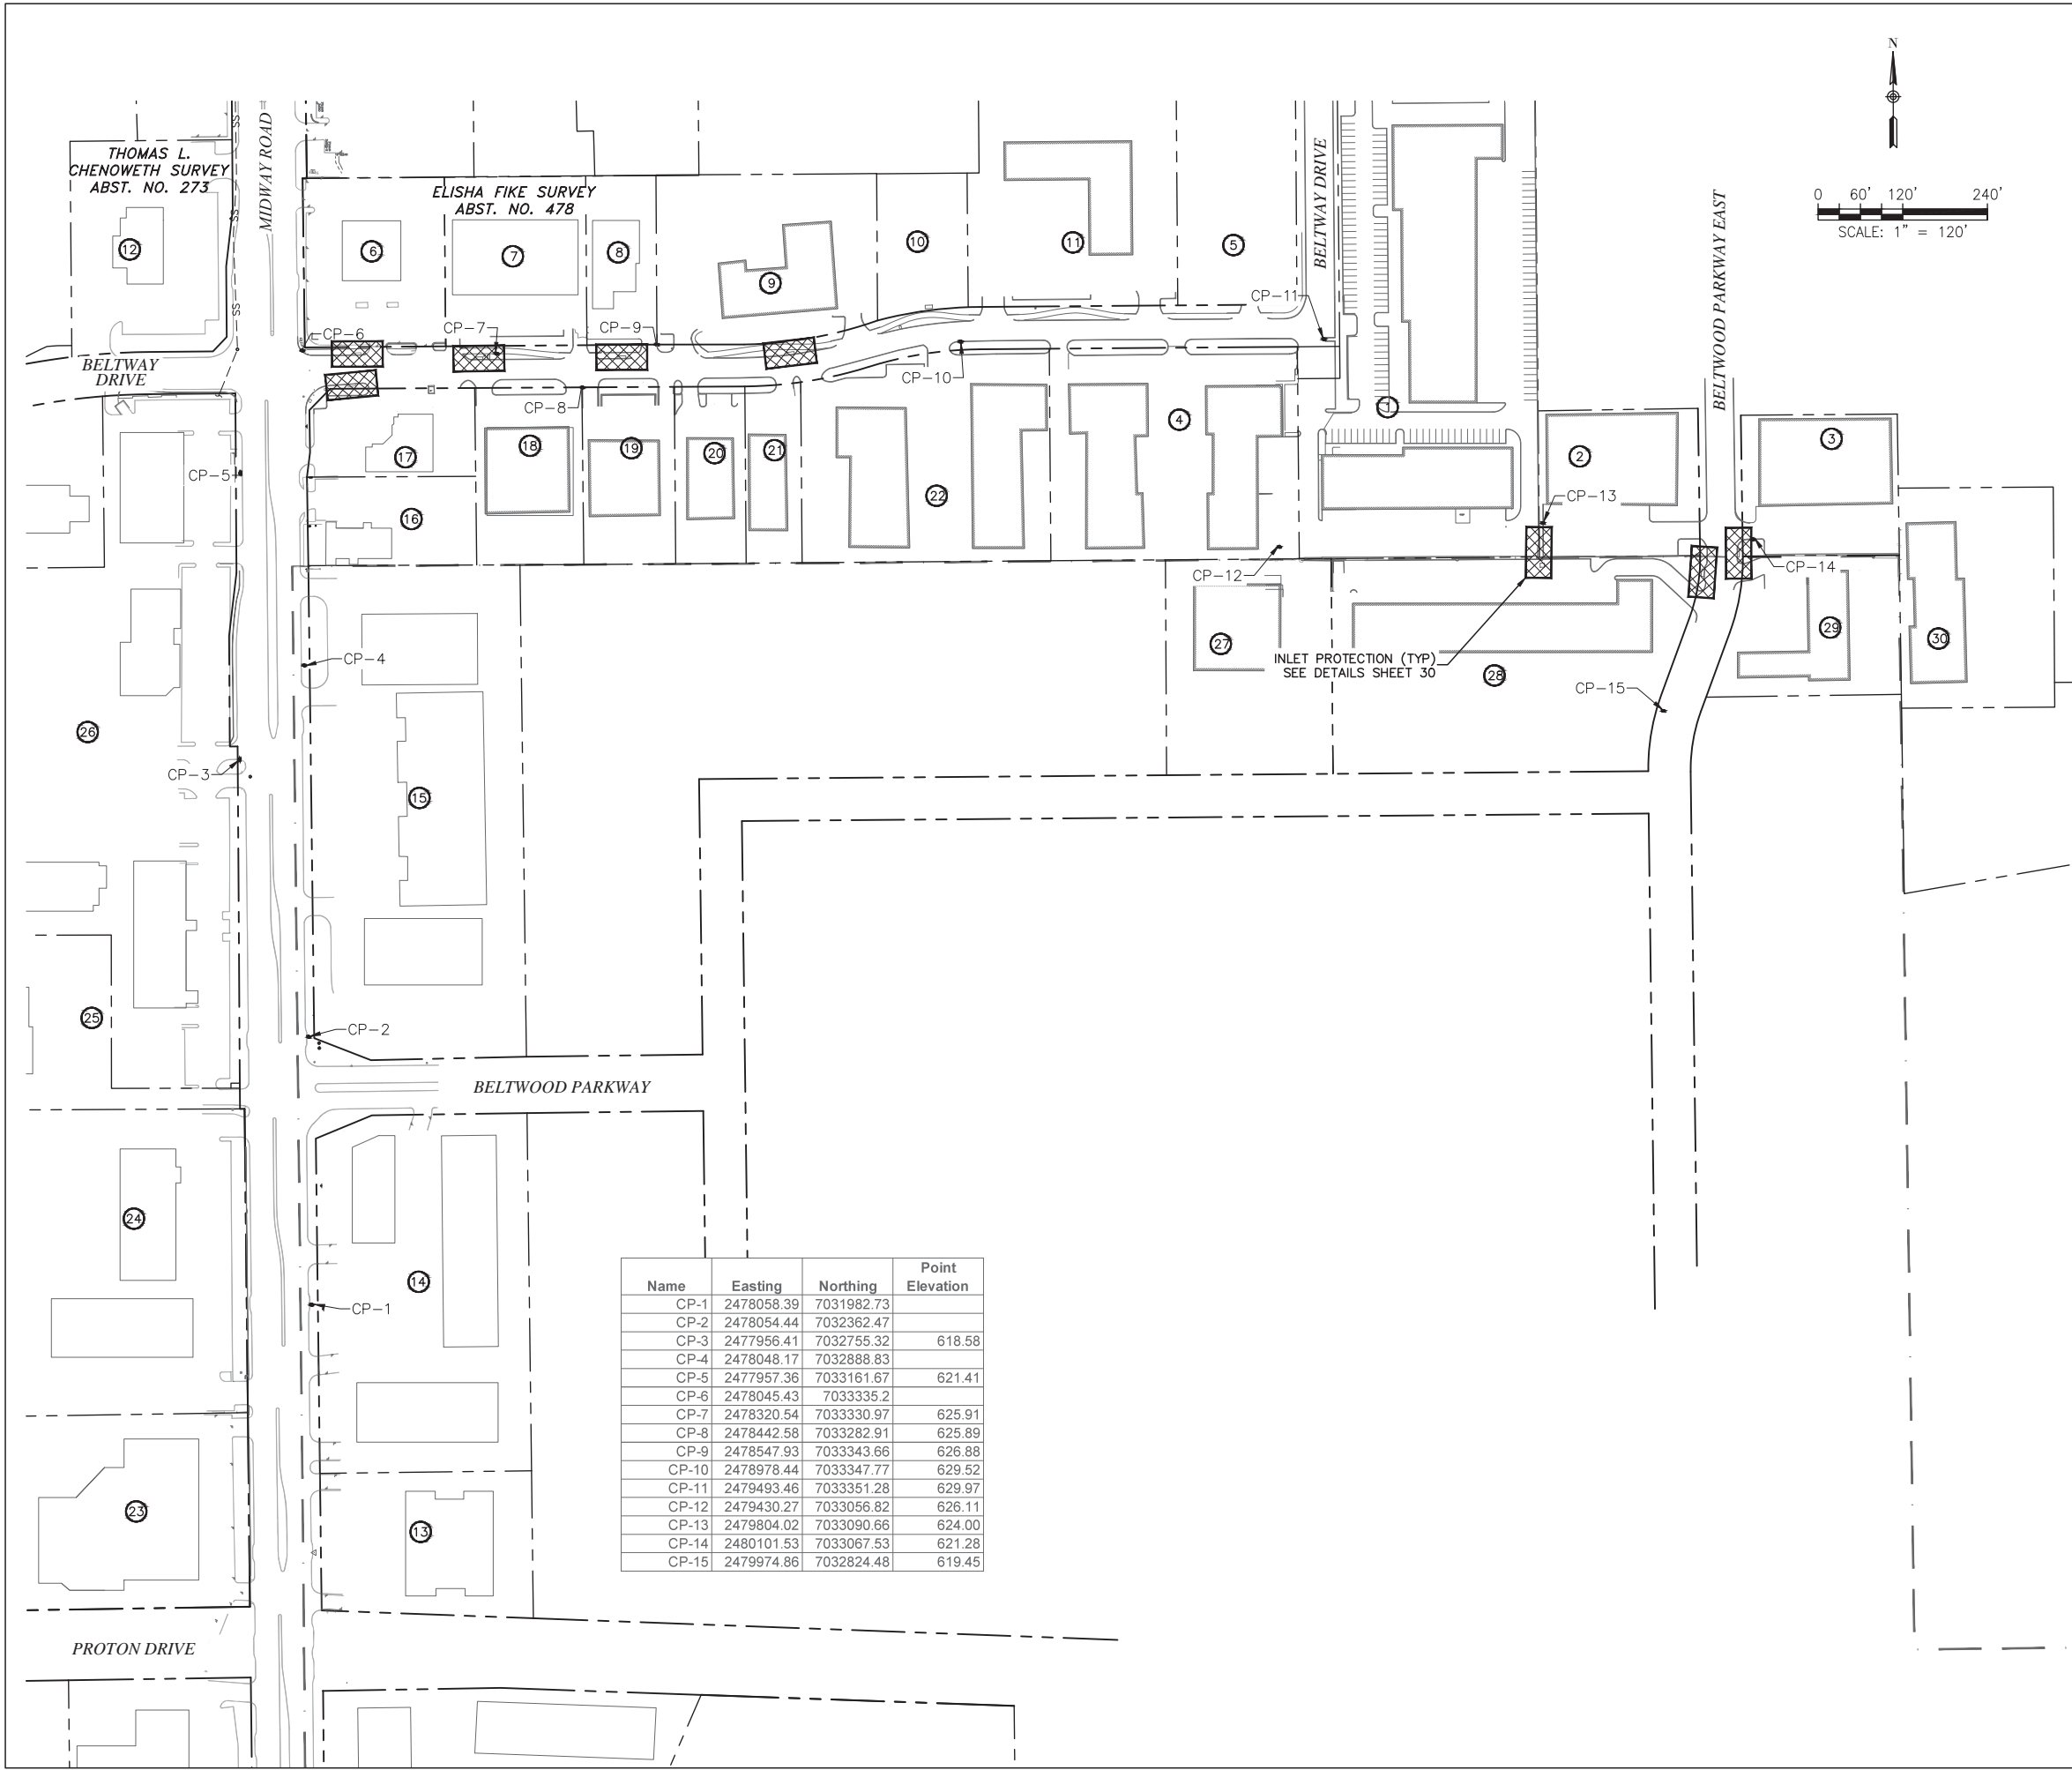 N
0 60' 120' 240'
SCALE: 1" = 120'
THOMAS L.
CHENOWETH SURVEY
ABST. NO. 273
MIDWAY ROAD
SS
SS
SS
ELISHA FIKE SURVEY
ABST. NO. 478
BELTWAY DRIVE
BELTWOOD PARKWAY EAST
12
6
7
8
9
10
11
5
CP-6
CP-7
CP-9
CP-11
BELTWAY
DRIVE
CP-8
CP-10
1
2
3
4
CP-5
17
18
19
20
21
22
16
CP-13
CP-12
CP-14
27
INLET PROTECTION (TYP)
SEE DETAILS SHEET 30
28
29
30
CP-4
CP-15
26
CP-3
15
25
CP-2
BELTWOOD PARKWAY
24
14
CP-1
Name Easting Northing Point Elevation
CP-1 2478058.39 7031982.73
CP-2 2478054.44 7032362.47
CP-3 2477956.41 7032755.32 618.58
CP-4 2478048.17 7032888.83
CP-5 2477957.36 7033161.67 621.41
CP-6 2478045.43 7033335.2
CP-7 2478320.54 7033330.97 625.91
CP-8 2478442.58 7033282.91 625.89
CP-9 2478547.93 7033343.66 626.88
CP-10 2478978.44 7033347.77 629.52
CP-11 2479493.46 7033351.28 629.97
CP-12 2479430.27 7033056.82 626.11
CP-13 2479804.02 7033090.66 624.00
CP-14 2480101.53 7033067.53 621.28
CP-15 2479974.86 7032824.48 619.45
23
13
PROTON DRIVE